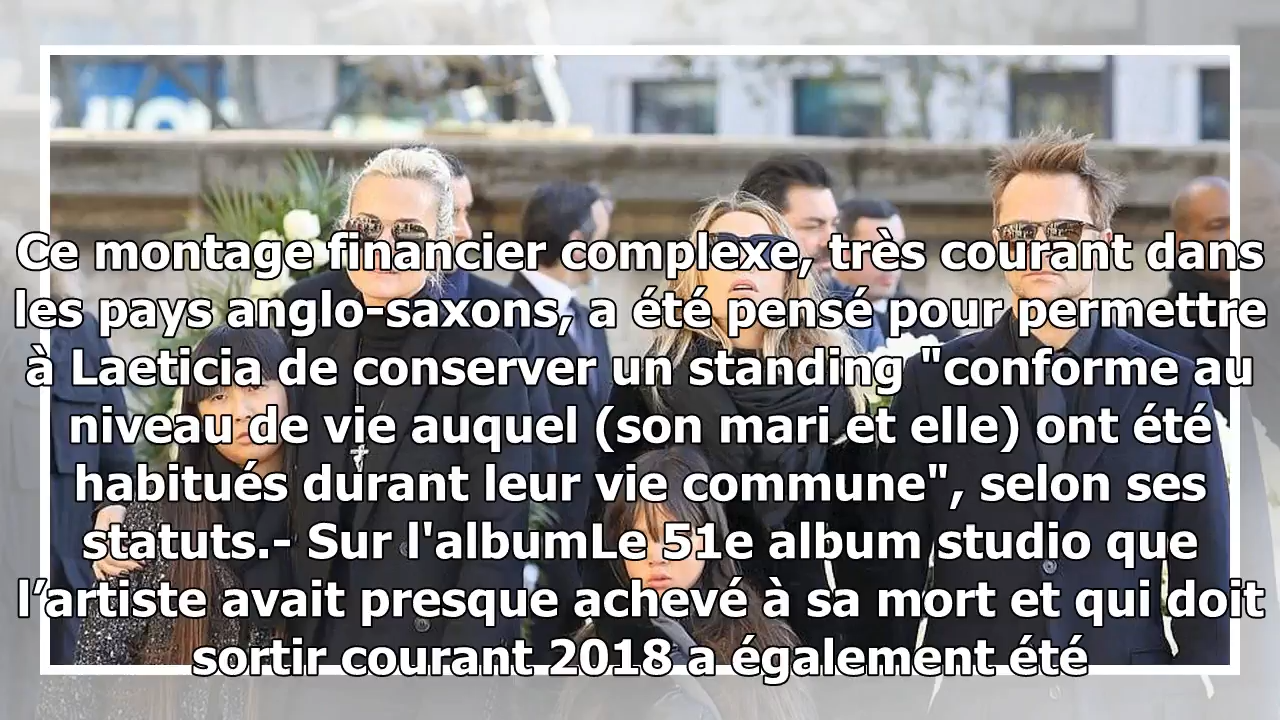 Ce montage financier complexe, très courant dans
les pays anglo-saxons, a été pensé pour permettre
à Laeticia de conserver un standing "conforme au
niveau de vie auquel (son mari et elle) ont été
habitués durant leur vie commune", selon ses
statuts.- Sur l'albumLe 51e album studio que
l’artiste avait presque achevé à sa mort et qui doit
sortir courant 2018 a également été